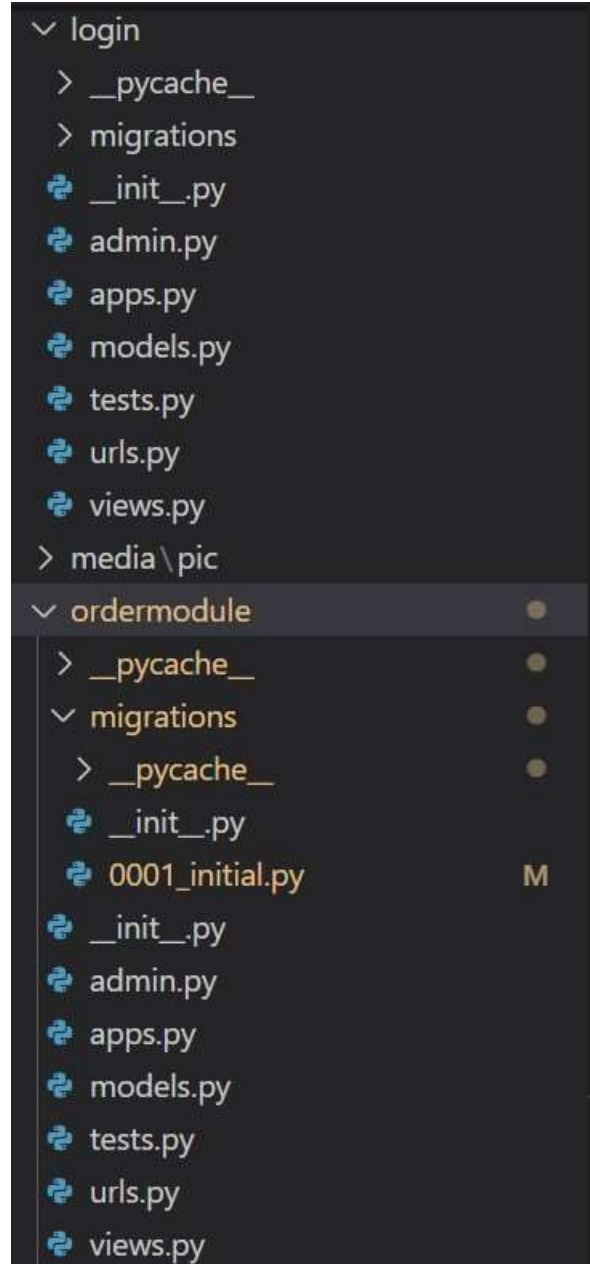 login
__pycache__
migrations
__init__.py
admin.py
apps.py
models.py
tests.py
urls.py
views.py
media\pic
ordermodule
__pycache__
migrations
__pycache__
__init__.py
0001_initial.py M
__init__.py
admin.py
apps.py
models.py
tests.py
urls.py
views.py